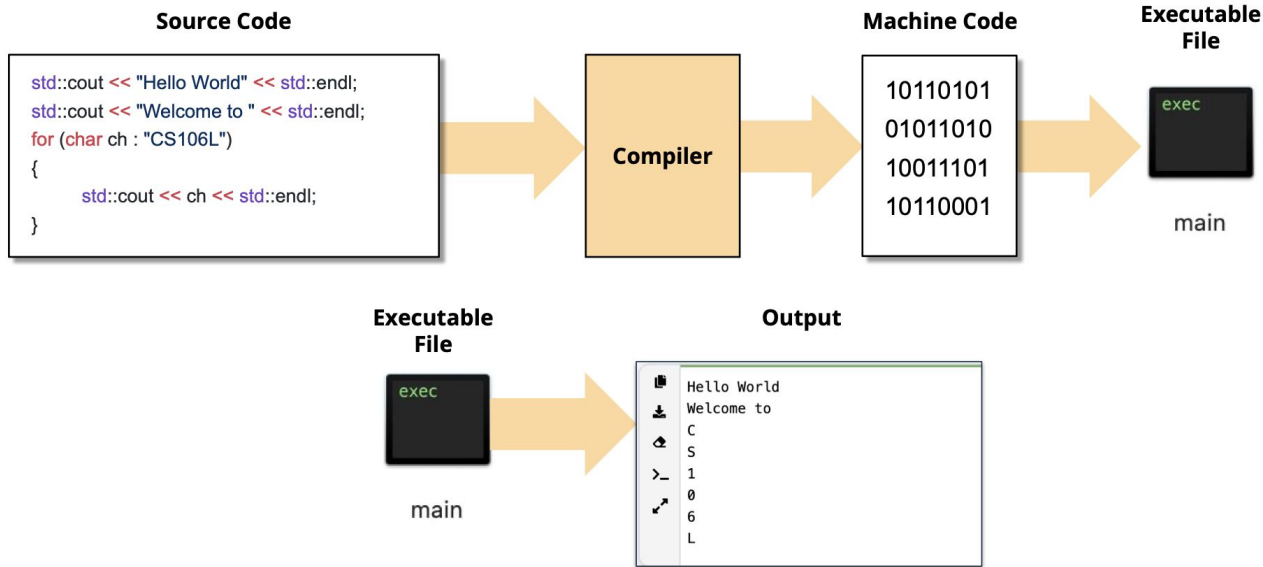 Source Code
Machine Code
Executable
File
std::cout << "Hello World" << std::endl;
std::cout << "Welcome to " << std::endl;
for (char ch : "CS106L")
{
std::cout << ch << std::endl;
}
Compiler
10110101
01011010
10011101
10110001
exec
main
Executable
File
Output
exec
main
Hello World
Welcome to
C
S
1
0
6
L